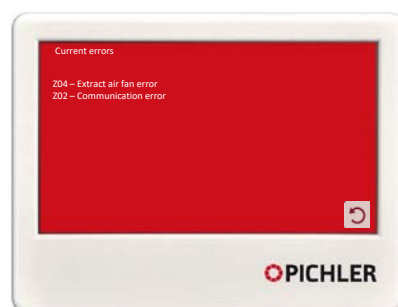 Current errors
Z04 – Extract air fan error
Z02 – Communication error
PICHLER